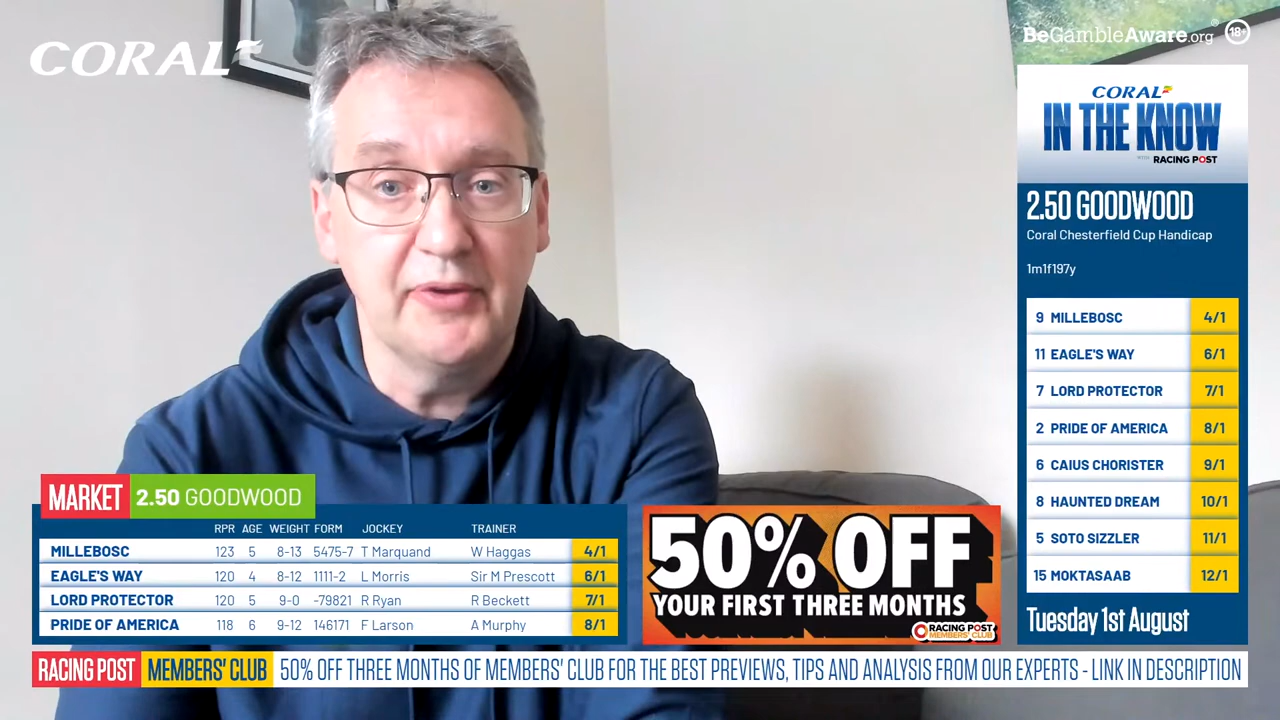 CORAL
BeGambleAware.org® 18+
CORAL
IN THE KNOW
WITH RACING POST
2.50 GOODWOOD
Coral Chesterfield Cup Handicap
1m1f197y
9 MILLEBOSC 4/1
11 EAGLE'S WAY 6/1
7 LORD PROTECTOR 7/1
2 PRIDE OF AMERICA 8/1
6 CAIUS CHORISTER 9/1
8 HAUNTED DREAM 10/1
5 SOTO SIZZLER 11/1
15 MOKTASAAB 12/1
Tuesday 1st August
MARKET 2.50 GOODWOOD
RPR AGE WEIGHT FORM JOCKEY TRAINER
MILLEBOSC 123 5 8-13 5475-7 T Marquand W Haggas 4/1
EAGLE'S WAY 120 4 8-12 1111-2 L Morris Sir M Prescott 6/1
LORD PROTECTOR 120 5 9-0 -79821 R Ryan R Beckett 7/1
PRIDE OF AMERICA 118 6 9-12 146171 F Larson A Murphy 8/1
50% OFF
YOUR FIRST THREE MONTHS
RACING POST
MEMBERS' CLUB
RACING POST MEMBERS' CLUB 50% OFF THREE MONTHS OF MEMBERS' CLUB FOR THE BEST PREVIEWS, TIPS AND ANALYSIS FROM OUR EXPERTS - LINK IN DESCRIPTION